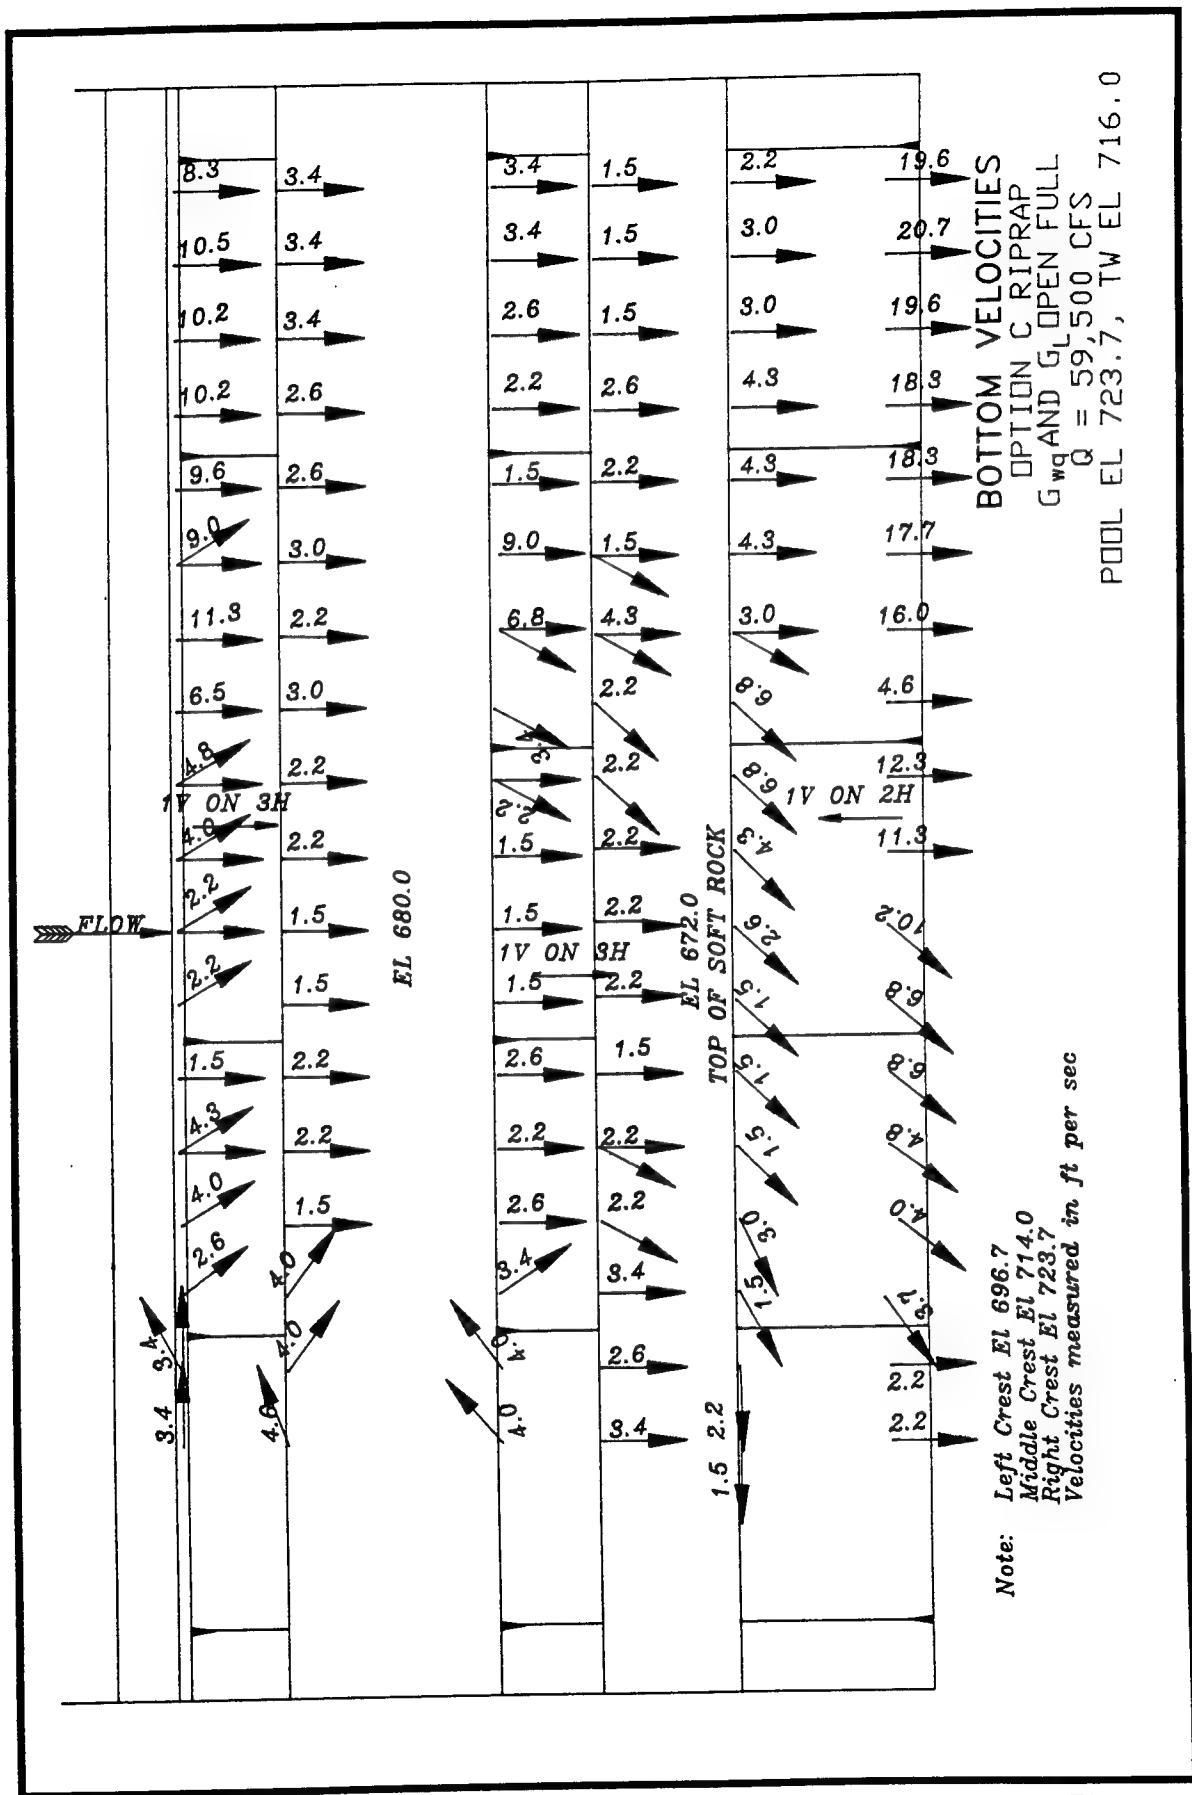 8.3 3.4 3.4 1.5 2.2 19.6
10.5 3.4 3.4 1.5 3.0 20.7
10.2 3.4 2.6 1.5 3.0 19.6
10.2 2.6 2.2 2.6 4.3 18.3
9.6 2.6 1.5 2.2 4.3 18.3
9.0 3.0 9.0 1.5 4.3 17.7
11.3 2.2 6.8 4.3 3.0 16.0
6.5 3.0 3.4 2.2 6.8 4.6
4.8 2.2 2.2 2.2 6.8 12.3
1V ON 3H
1V ON 2H
4.0 2.2 1.5 2.2 4.3 11.3
2.2 1.5 1.5 2.2 2.6 10.2
FLOW
EL 680.0
1V ON 3H
EL 672.0
TOP OF SOFT ROCK
2.2 1.5 1.5 2.2 1.5 6.8
1.5 2.2 2.6 1.5 1.5 6.8
4.3 2.2 2.2 2.2 1.5 4.8
4.0 1.5 2.6 2.2 3.0 4.0
2.6 4.0 3.4 3.4 1.5 3.7
3.4 4.0 4.0 2.6 2.2 2.2
3.4 4.6 4.0 3.4 1.5 2.2
BOTTOM VELOCITIES
OPTION C RIPRAP
Gwq AND GL OPEN FULL
Q = 59,500 CFS
POOL EL 723.7, TW EL 716.0
Note: Left Crest El 696.7
Middle Crest El 714.0
Right Crest El 723.7
Velocities measured in ft per sec